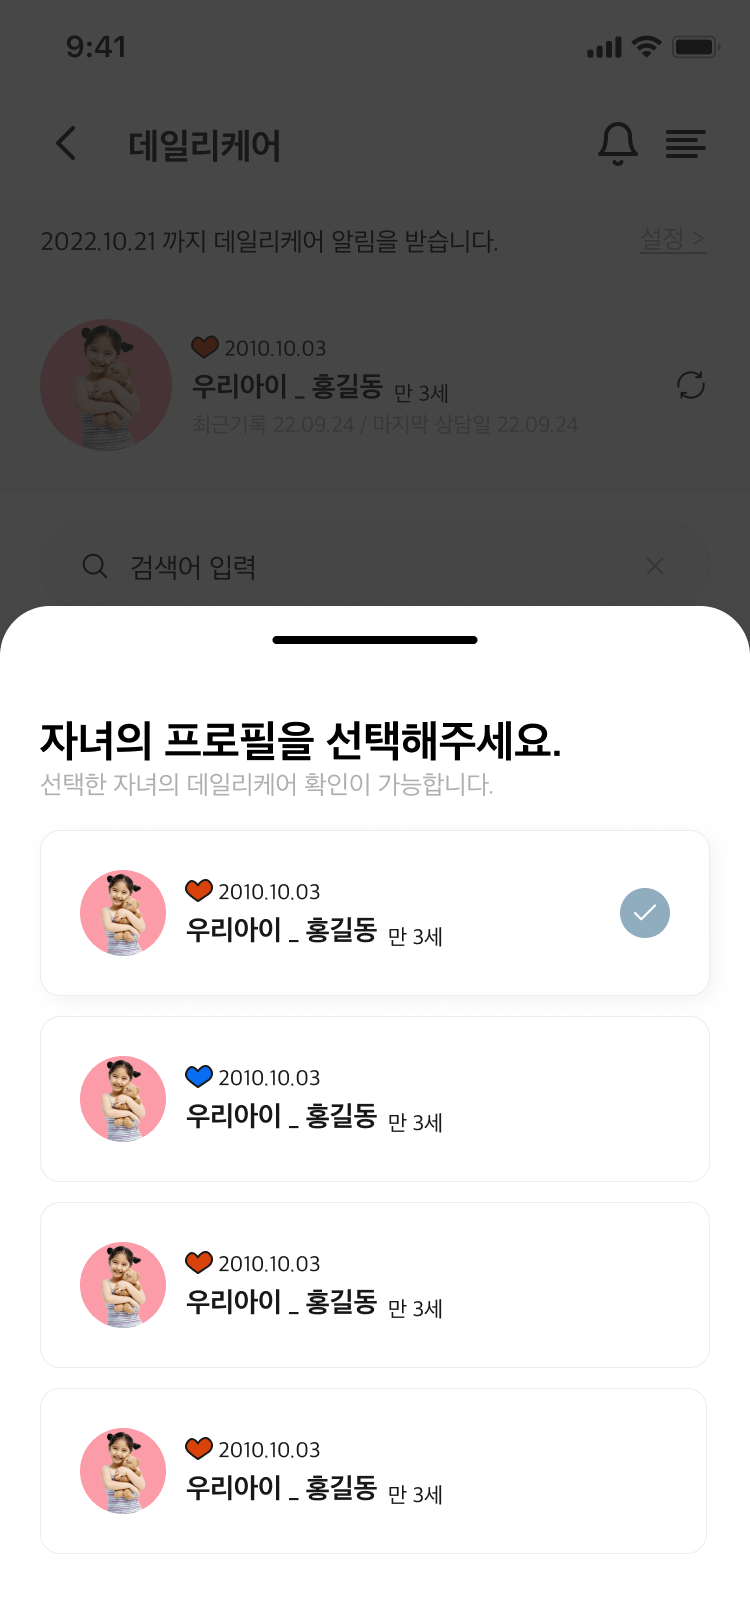 9:41
데일리케어
2022.10.21 까지 데일리케어 알림을 받습니다. 설정 >
2010.10.03
우리아이 _ 홍길동 만 3세
최근기록 22.09.24 / 마지막 상담일 22.09.24
검색어 입력
자녀의 프로필을 선택해주세요.
선택한 자녀의 데일리케어 확인이 가능합니다.
2010.10.03
우리아이 _ 홍길동 만 3세
2010.10.03
우리아이 _ 홍길동 만 3세
2010.10.03
우리아이 _ 홍길동 만 3세
2010.10.03
우리아이 _ 홍길동 만 3세